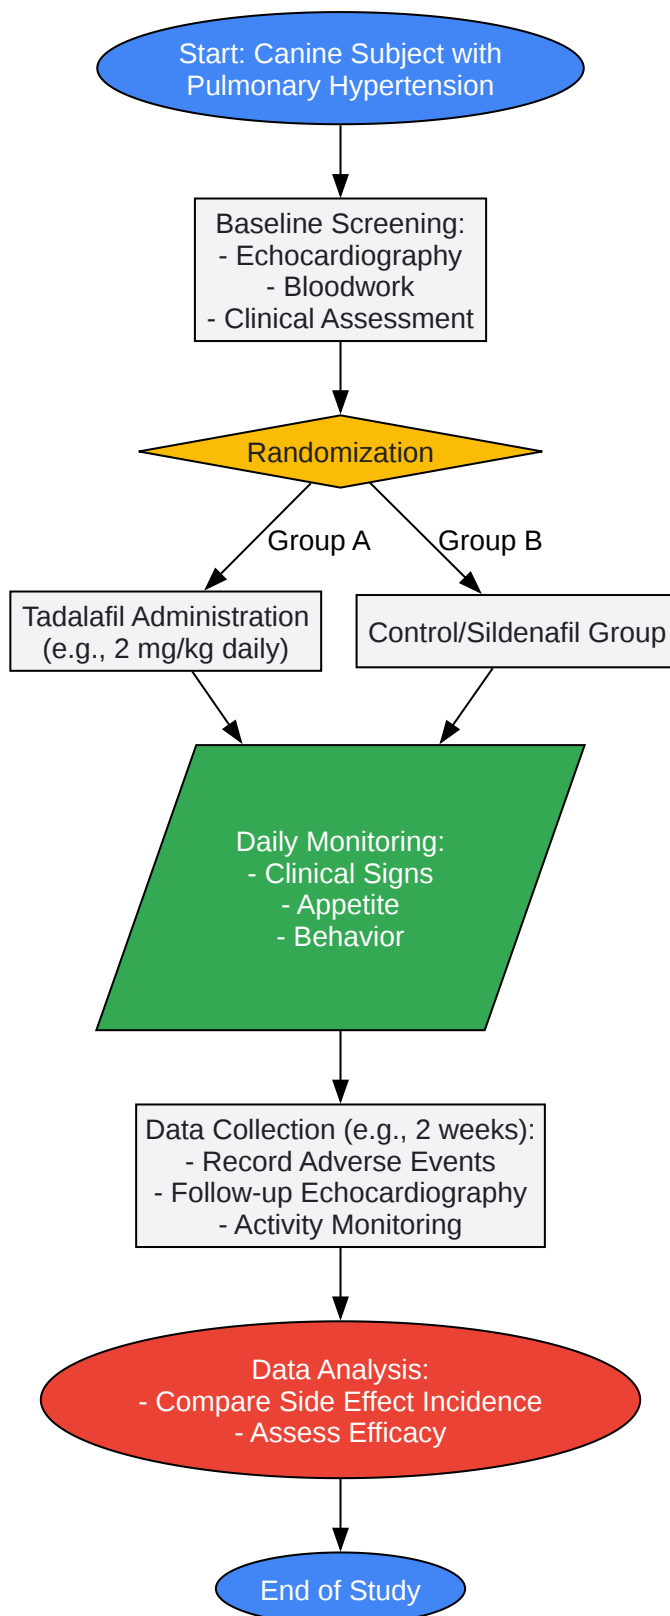 Start: Canine Subject with
Pulmonary Hypertension
Baseline Screening:
- Echocardiography
- Bloodwork
- Clinical Assessment
Randomization
Group A
Group B
Tadalafil Administration
(e.g., 2 mg/kg daily)
Control/Sildenafil Group
Daily Monitoring:
- Clinical Signs
- Appetite
- Behavior
Data Collection (e.g., 2 weeks):
- Record Adverse Events
- Follow-up Echocardiography
- Activity Monitoring
Data Analysis:
- Compare Side Effect Incidence
- Assess Efficacy
End of Study